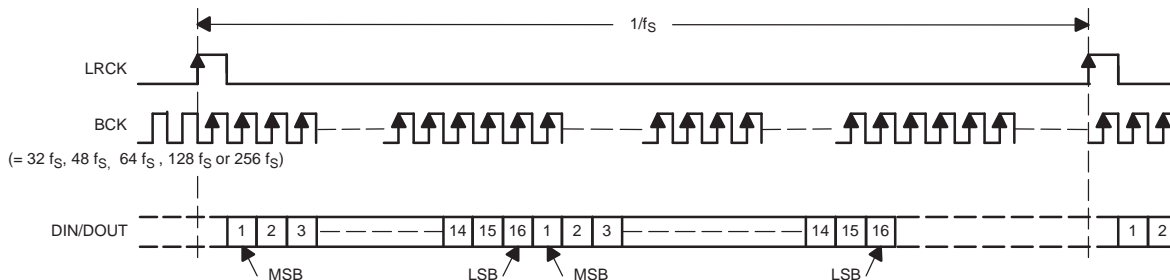 1/fS
LRCK
BCK
(= 32 fS, 48 fS, 64 fS , 128 fS or 256 fS)
DIN/DOUT 1 2 3 14 15 16 1 2 3 14 15 16 1 2
MSB LSB MSB LSB